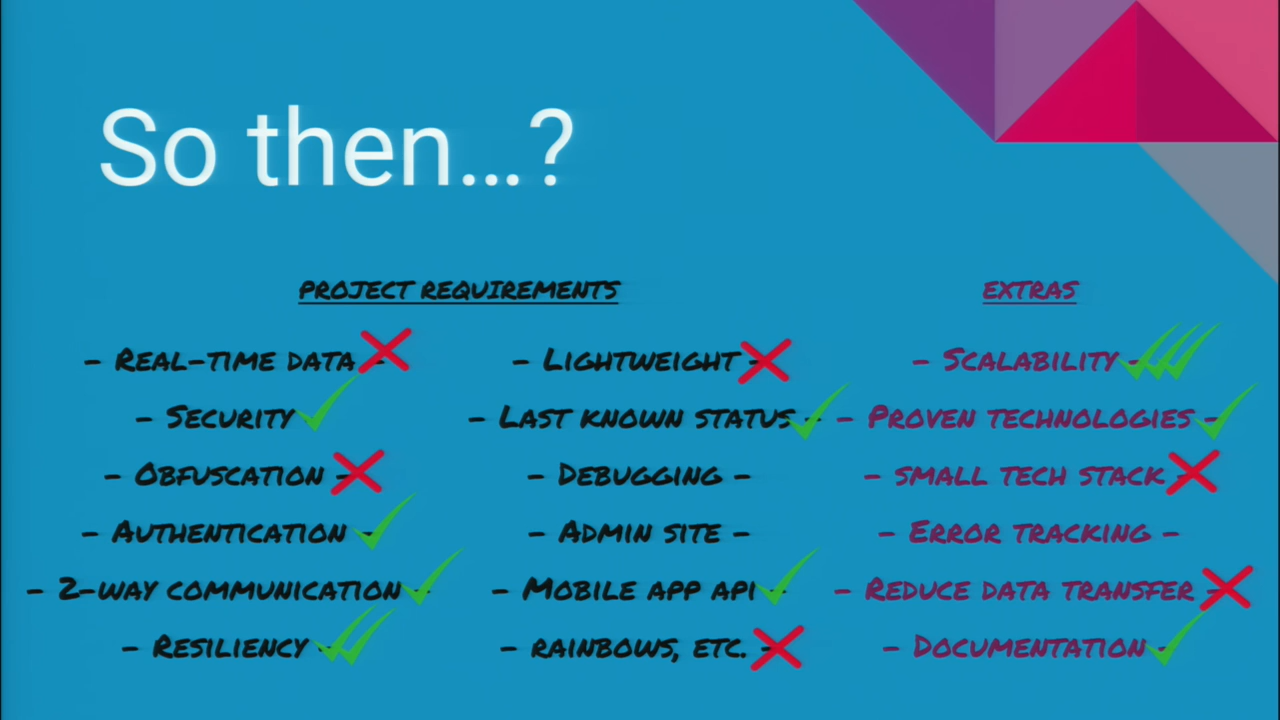 So then...?
PROJECT REQUIREMENTS
- REAL-TIME DATA -
- SECURITY
- OBFUSCATION -
- AUTHENTICATION -
- 2-WAY COMMUNICATION -
- RESILIENCY -
- LIGHTWEIGHT -
- LAST KNOWN STATUS -
- DEBUGGING -
- ADMIN SITE -
- MOBILE APP API -
- RAINBOWS, ETC. -
EXTRAS
- SCALABILITY -
- PROVEN TECHNOLOGIES -
- SMALL TECH STACK -
- ERROR TRACKING -
- REDUCE DATA TRANSFER -
- DOCUMENTATION -